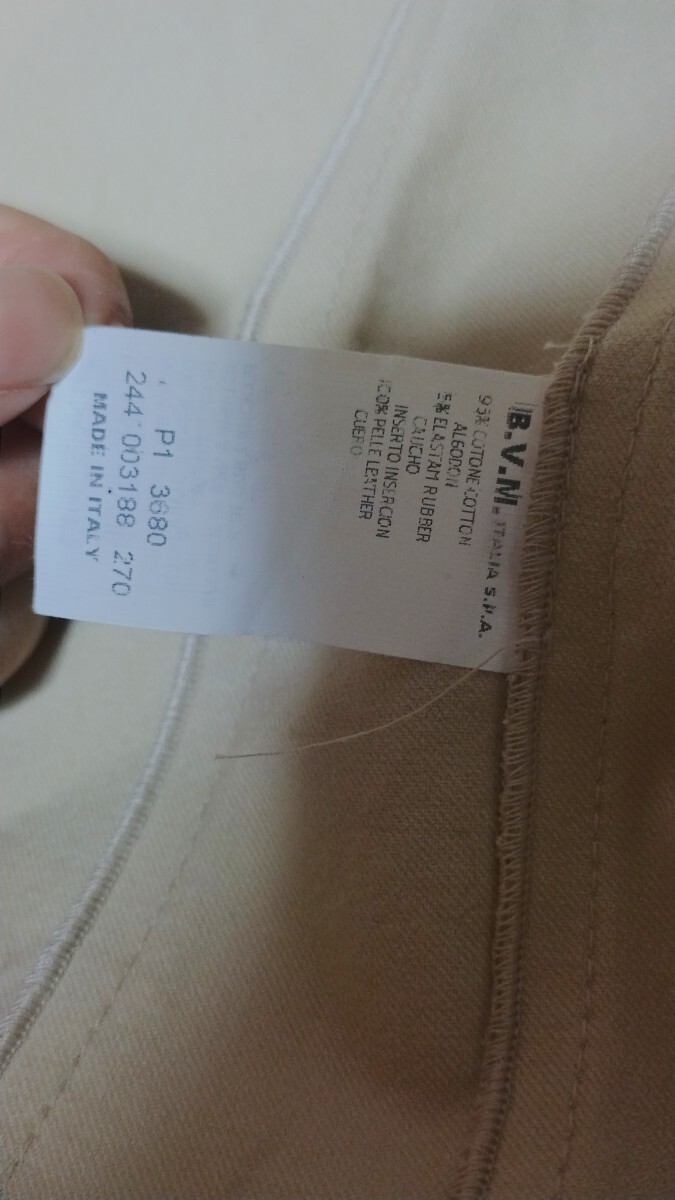 B.V.M. ITALIA S.P.A.
95% COTONE COTTON
ALGODON
5% ELASTAM RUBBER
CAUCHO
INSERTO INSERCION
100% PELLE LEATHER
CUERO
P1 3680
244 003188 270
MADE IN ITALY